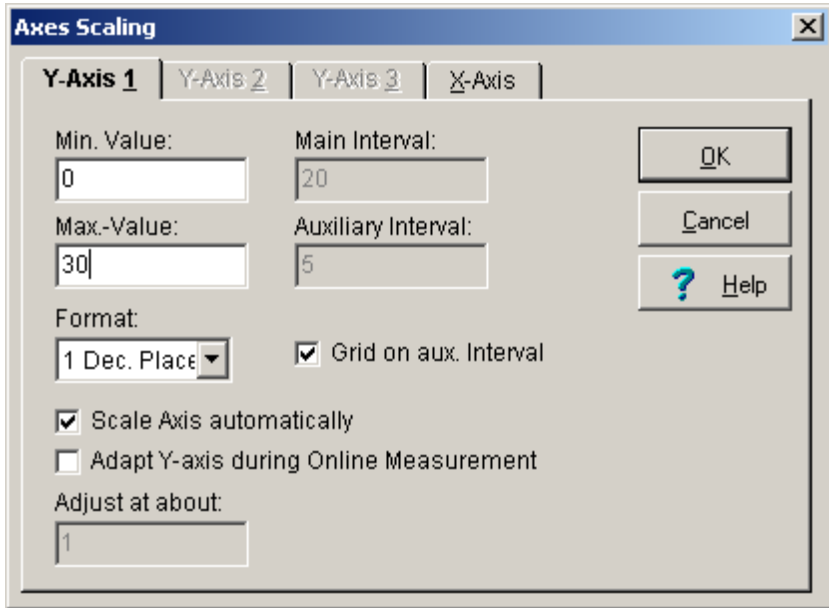 Axes Scaling
Y-Axis 1 Y-Axis 2 Y-Axis 3 X-Axis
Min. Value: Main Interval:
0 20 OK
Max.-Value: Auxiliary Interval: Cancel
30 5
? Help
Format:
1 Dec. Place Grid on aux. Interval
Scale Axis automatically
Adapt Y-axis during Online Measurement
Adjust at about:
1